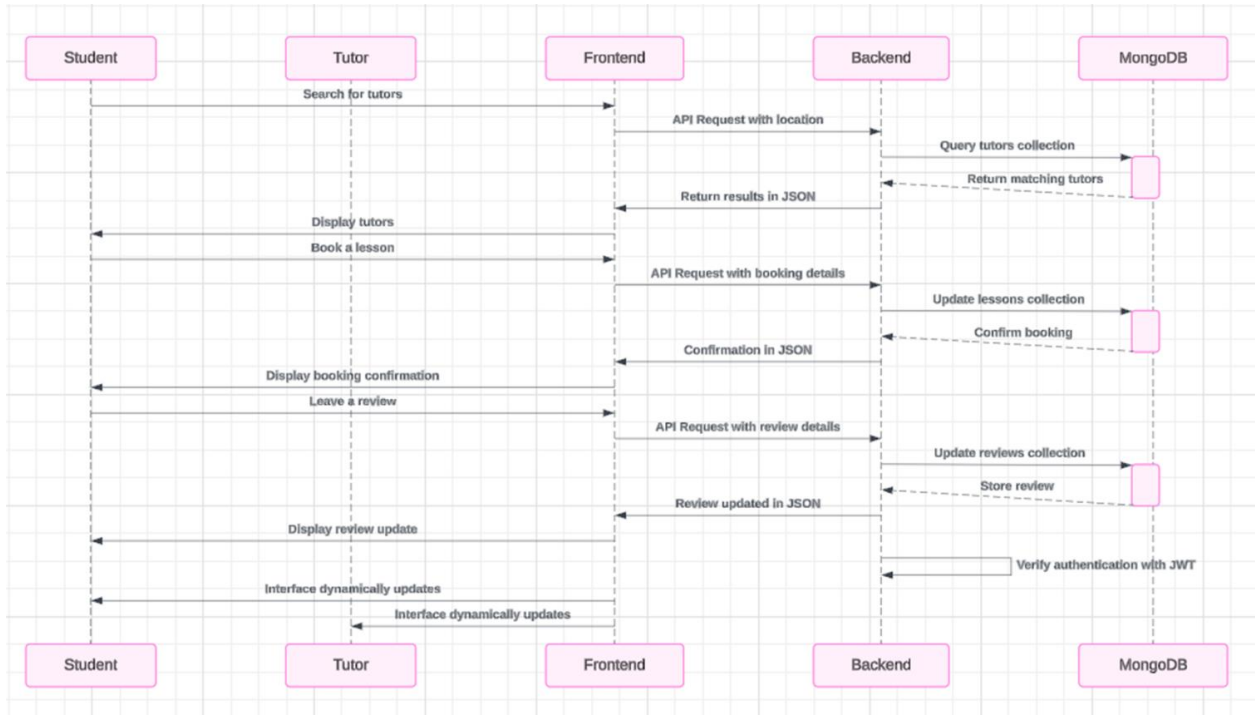 Student
Tutor
Frontend
Backend
MongoDB
Search for tutors
API Request with location
Query tutors collection
Return matching tutors
Return results in JSON
Display tutors
Book a lesson
API Request with booking details
Update lessons collection
Confirm booking
Confirmation in JSON
Display booking confirmation
Leave a review
API Request with review details
Update reviews collection
Store review
Review updated in JSON
Display review update
Verify authentication with JWT
Interface dynamically updates
Interface dynamically updates
Student
Tutor
Frontend
Backend
MongoDB